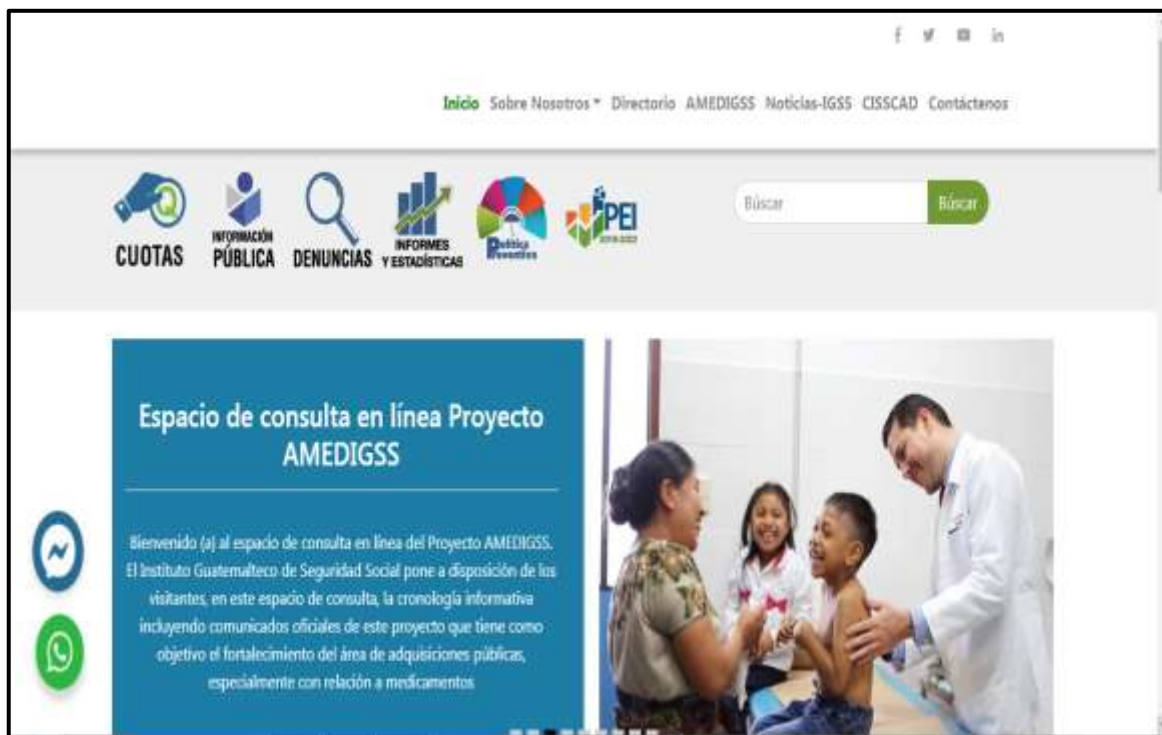 Inicio Sobre Nosotros Directorio AMEDIGSS Noticias-IGSS CISSCAD Contáctenos
CUOTAS
INFORMACIÓN
PÚBLICA
DENUNCIAS
INFORMES
Y ESTADÍSTICAS
Política
Preventiva
PEI
Búscar
Búscar
Espacio de consulta en línea Proyecto
AMEDIGSS
Bienvenido (a) al espacio de consulta en línea del Proyecto AMEDIGSS.
El Instituto Guatemalteco de Seguridad Social pone a disposición de los
visitantes, en este espacio de consulta, la cronología informativa
incluyendo comunicados oficiales de este proyecto que tiene como
objetivo el fortalecimiento del área de adquisiciones públicas,
especialmente con relación a medicamentos